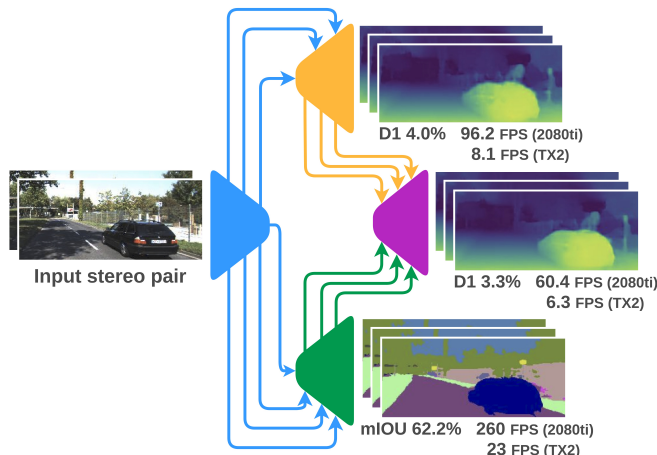 D1 4.0% 96.2 FPS (2080ti)
8.1 FPS (TX2)
Input stereo pair
D1 3.3% 60.4 FPS (2080ti)
6.3 FPS (TX2)
mIOU 62.2% 260 FPS (2080ti)
23 FPS (TX2)